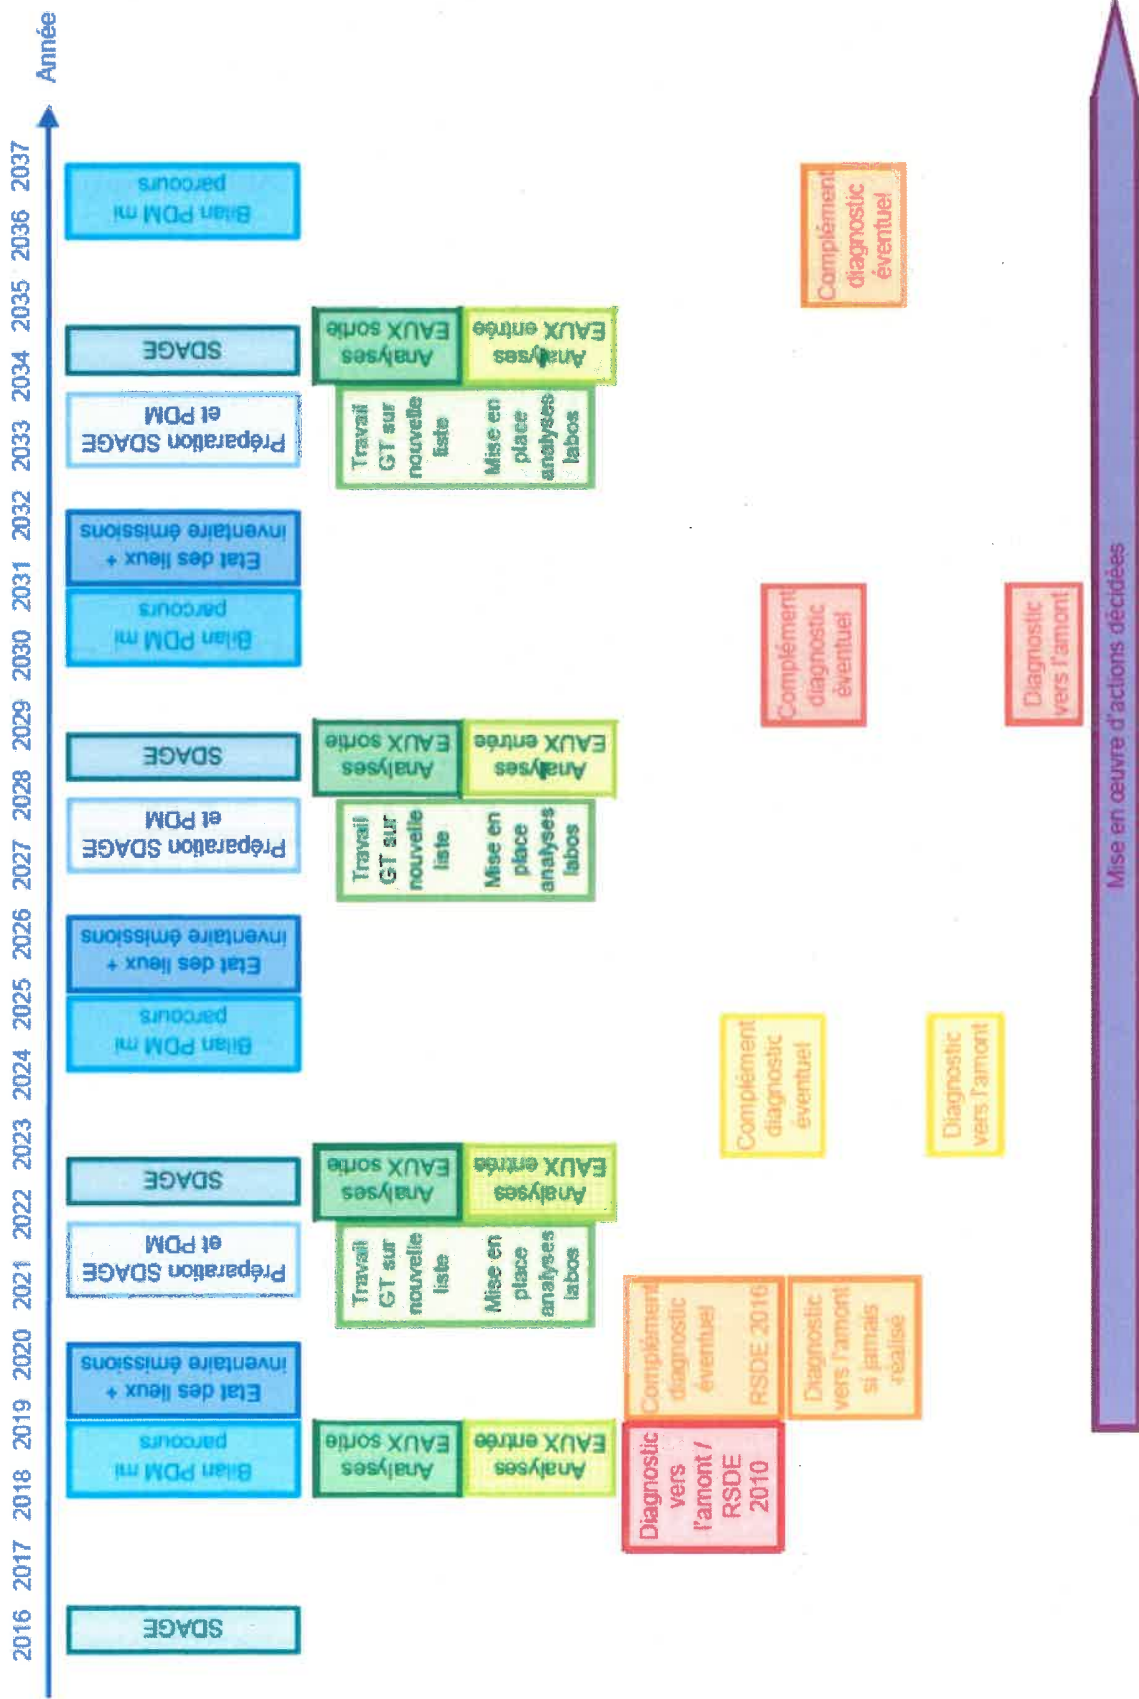 2016 2017 2018 2019 2020 2021 2022 2023 2024 2025 2026 2027 2028 2029 2030 2031 2032 2033 2034 2035 2036 2037 Année
SDAGE
Bilan PDM mi
parcours
Etat des lieux +
inventaire émissions
Préparation SDAGE
et PDM
SDAGE
Bilan PDM mi
parcours
Etat des lieux +
inventaire émissions
Préparation SDAGE
et PDM
SDAGE
Bilan PDM mi
parcours
Etat des lieux +
inventaire émissions
Préparation SDAGE
et PDM
SDAGE
Bilan PDM mi
parcours
Analyses
EAUX sortie
Analyses
EAUX entrée
Travail
GT sur
nouvelle
liste
Mise en
place
analyses
labos
Analyses
EAUX sortie
Analyses
EAUX entrée
Travail
GT sur
nouvelle
liste
Mise en
place
analyses
labos
Analyses
EAUX sortie
Analyses
EAUX entrée
Travail
GT sur
nouvelle
liste
Mise en
place
analyses
labos
Analyses
EAUX sortie
Analyses
EAUX entrée
Diagnostic
vers
l'amont /
RSDE
2010
Complément
diagnostic
éventuel
RSDE 2016
Diagnostic
vers l'amont
si jamais
réalisé
Complément
diagnostic
éventuel
Diagnostic
vers l'amont
Complément
diagnostic
éventuel
Diagnostic
vers l'amont
Complément
diagnostic
éventuel
Mise en œuvre d'actions décidées